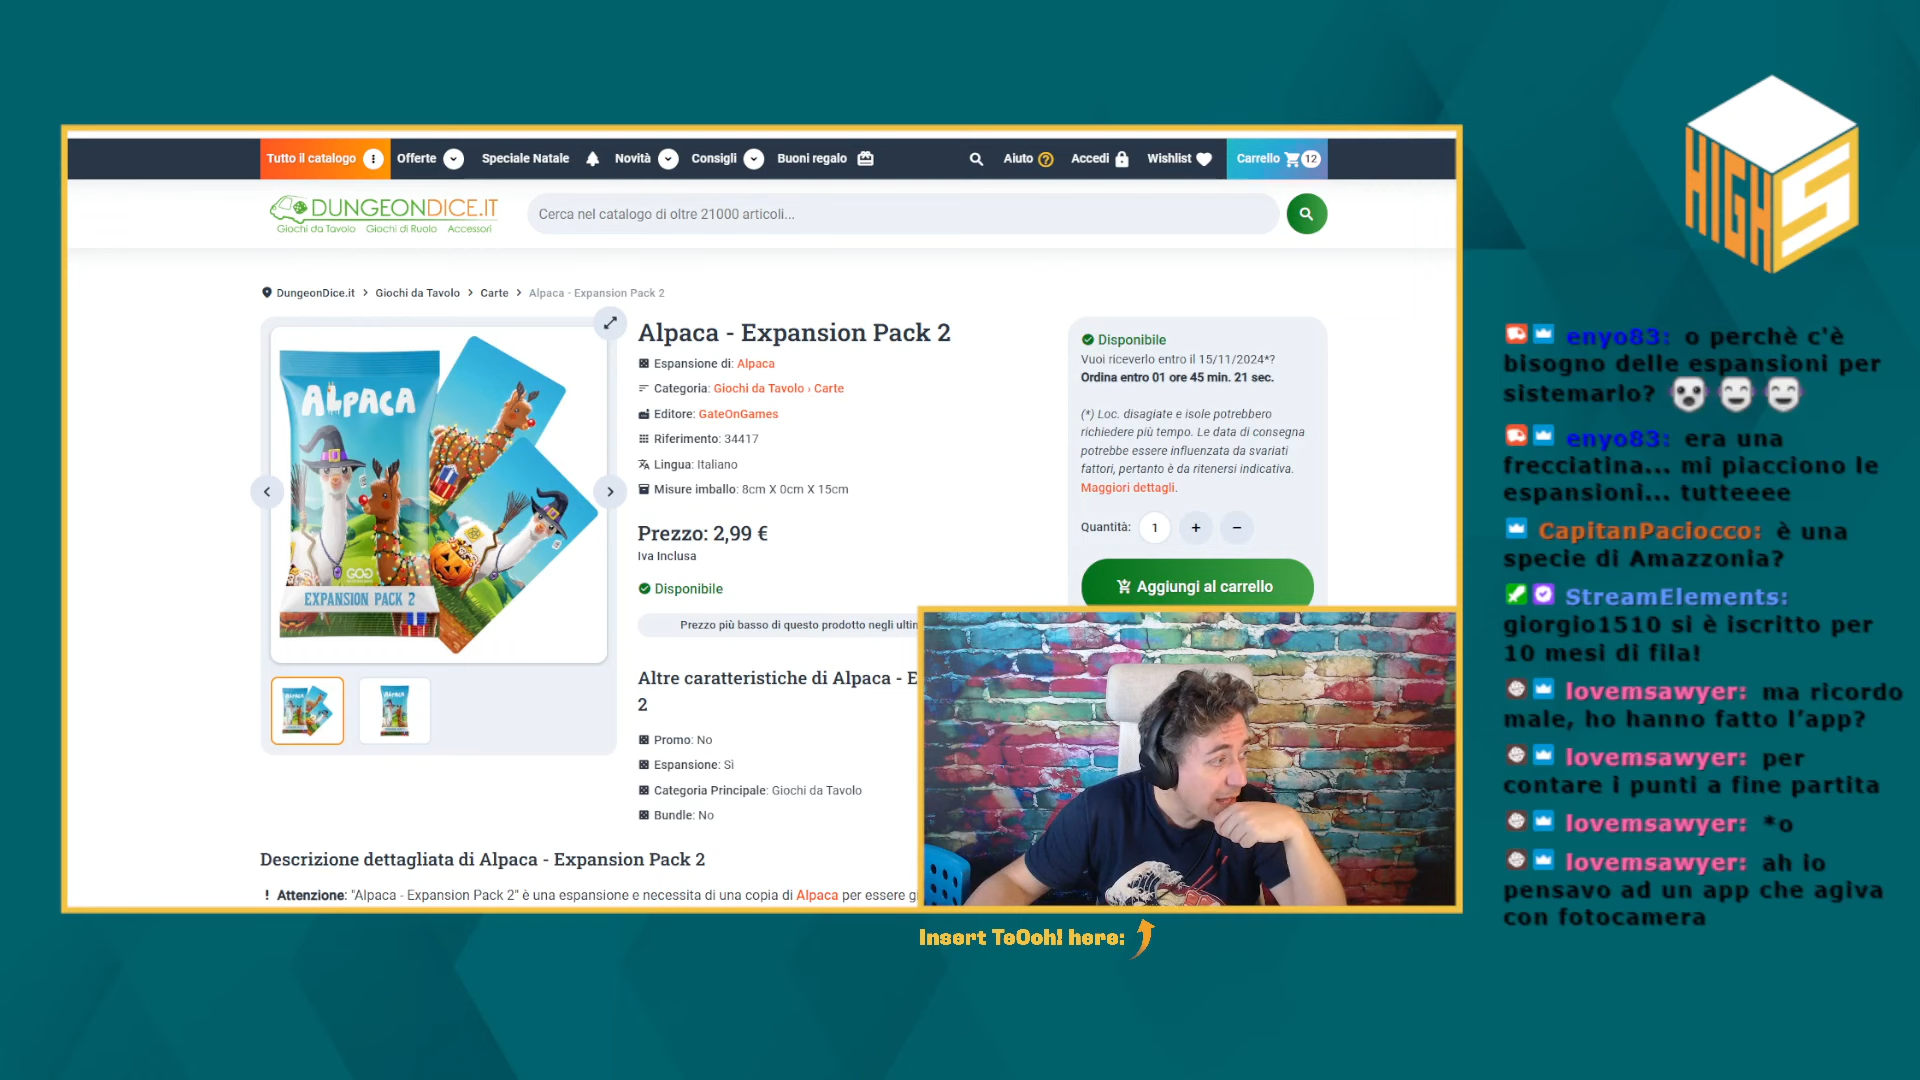 Tutto il catalogo
Offerte
Speciale Natale
Novità
Consigli
Buoni regalo
Aiuto
Accedi
Wishlist
Carrello 12
DUNGEONDICE.IT
Giochi da Tavolo Giochi di Ruolo Accessori
Cerca nel catalogo di oltre 21000 articoli...
DungeonDice.it > Giochi da Tavolo > Carte > Alpaca - Expansion Pack 2
ALPACA
GOG
EXPANSION PACK 2
Alpaca - Expansion Pack 2
Espansione di: Alpaca
Categoria: Giochi da Tavolo › Carte
Editore: GateOnGames
Riferimento: 34417
Lingua: Italiano
Misure imballo: 8cm X 0cm X 15cm
Prezzo: 2,99 €
Iva Inclusa
Disponibile
Prezzo più basso di questo prodotto negli ultim
Altre caratteristiche di Alpaca - E
2
Promo: No
Espansione: Sì
Categoria Principale: Giochi da Tavolo
Bundle: No
Descrizione dettagliata di Alpaca - Expansion Pack 2
! Attenzione: "Alpaca - Expansion Pack 2" è una espansione e necessita di una copia di Alpaca per essere gi
Disponibile
Vuoi riceverlo entro il 15/11/2024*?
Ordina entro 01 ore 45 min. 21 sec.
(*) Loc. disagiate e isole potrebbero
richiedere più tempo. Le data di consegna
potrebbe essere influenzata da svariati
fattori, pertanto è da ritenersi indicativa.
Maggiori dettagli.
Quantità: 1 + −
Aggiungi al carrello
Insert TeOoh! here:
HIGH5
enyo83: o perchè c'è
bisogno delle espansioni per
sistemarlo?
enyo83: era una
frecciatina... mi piacciono le
espansioni... tutteeee
CapitanPaciocco: è una
specie di Amazzonia?
StreamElements:
giorgio1510 si è iscritto per
10 mesi di fila!
lovemsawyer: ma ricordo
male, ho hanno fatto l'app?
lovemsawyer: per
contare i punti a fine partita
lovemsawyer: *o
lovemsawyer: ah io
pensavo ad un app che agiva
con fotocamera